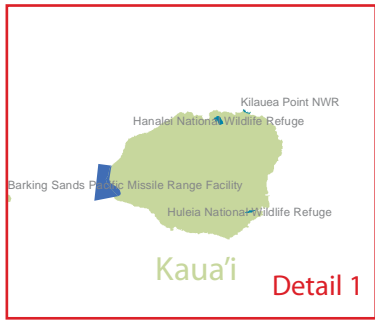 Kilauea Point NWR
Hanalei National Wildlife Refuge
Barking Sands Pacific Missile Range Facility
Huleia National Wildlife Refuge
Kaua'i
Detail 1